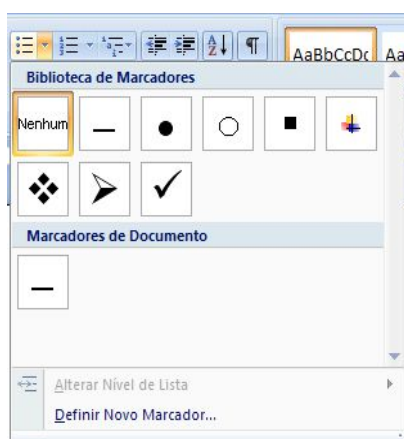 AaBbCcDc Aa
Biblioteca de Marcadores
Nenhum
Marcadores de Documento
Alterar Nível de Lista
Definir Novo Marcador...